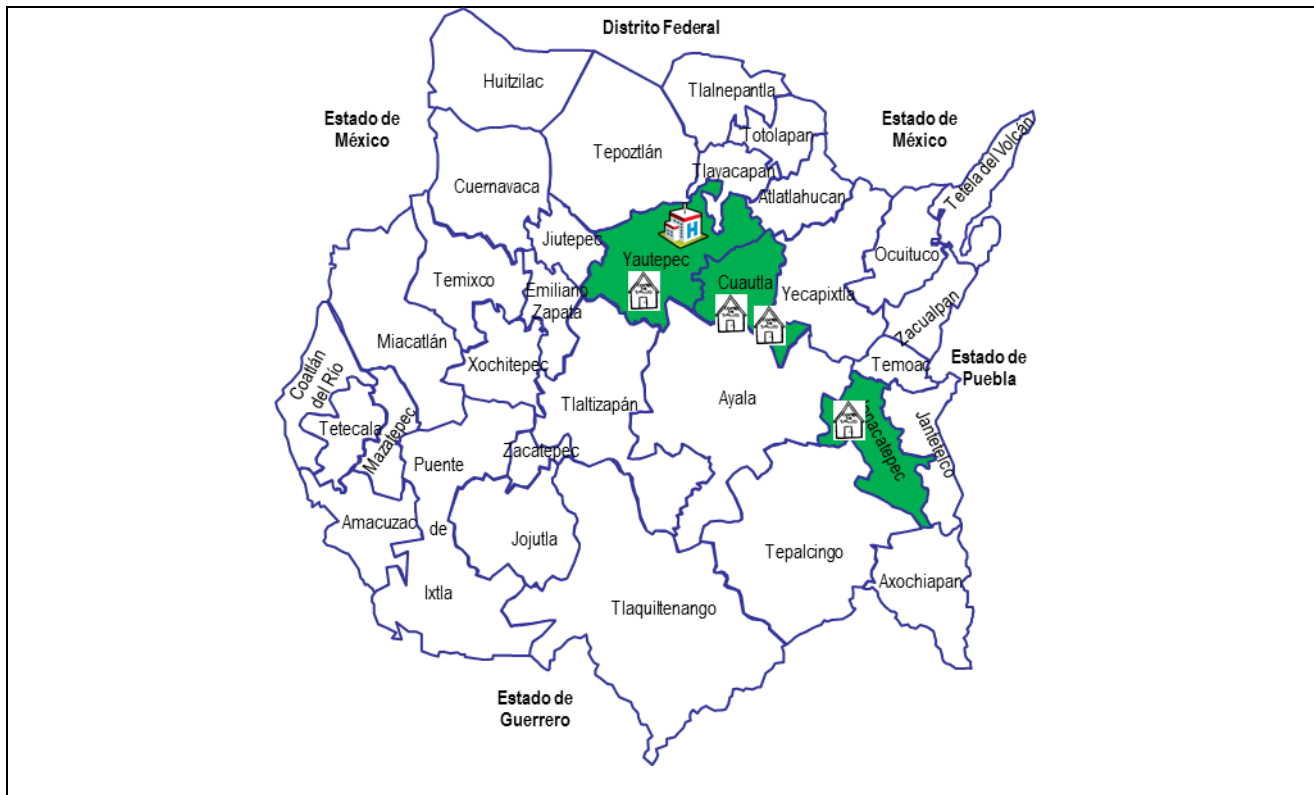 Distrito Federal
Huitzilac
Tlalnepantla
Estado de
México
Estado de
México
Totolapan
Tepoztlán
Tlayacapan
Tetela del Volcán
Cuernavaca
Atlatlahucan
Jiutepec
Ocuituco
Yautepec
Temixco
Cuautla
Emiliano
Zapata
Yecapixtla
Zacualpan
Miacatlán
Xochitepec
Temoac
Estado de
Puebla
Coatlán
del Río
Tlaltizapán
Ayala
Jantetelco
Tetecala
Mazatepec
Puente
Zacatepec
Amacuzac
de
Jojutla
Tepalcingo
Axochiapan
Ixtla
Tlaquiltenango
Estado de
Guerrero
H